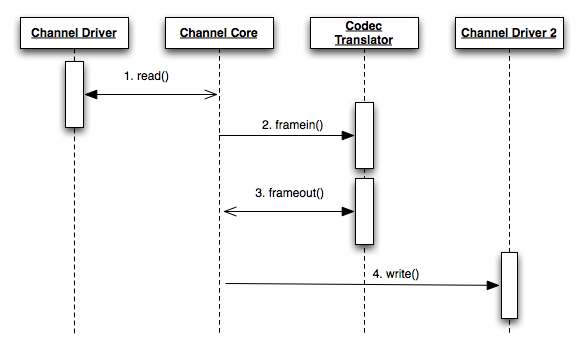 Channel Driver
Channel Core
Codec
Translator
Channel Driver 2
1. read()
2. framein()
3. frameout()
4. write()